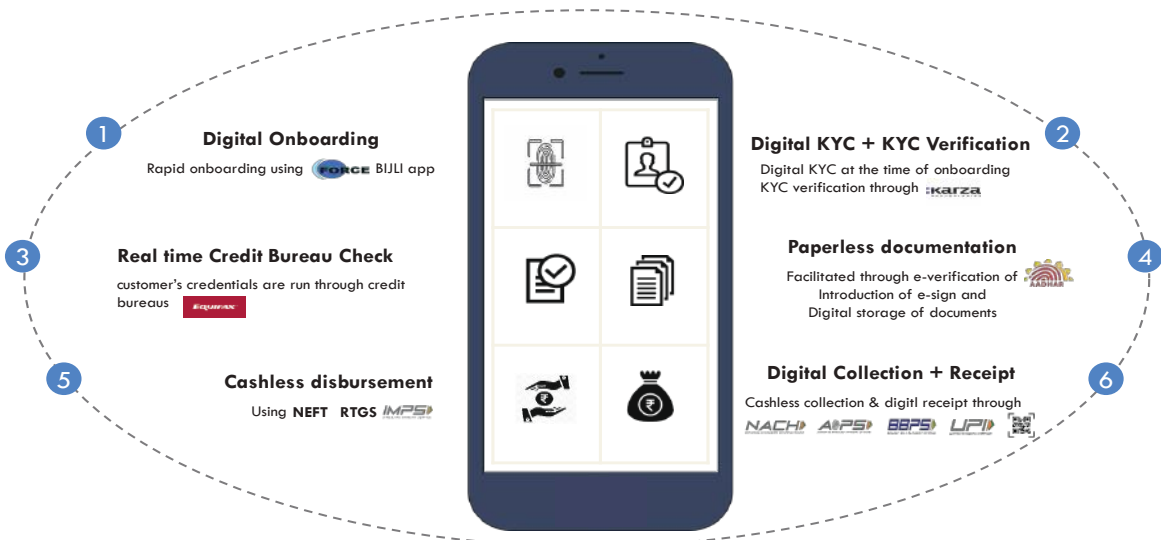 1
Digital Onboarding
Rapid onboarding using FORCE BIJLI app
2
Digital KYC + KYC Verification
Digital KYC at the time of onboarding
KYC verification through karza
3
Real time Credit Bureau Check
customer's credentials are run through credit
bureaus EQUIFAX
4
Paperless documentation
Facilitated through e-verification of AADHAR
Introduction of e-sign and
Digital storage of documents
5
Cashless disbursement
Using NEFT RTGS IMPS
6
Digital Collection + Receipt
Cashless collection & digitl receipt through
NACH AePS BBPS UPI